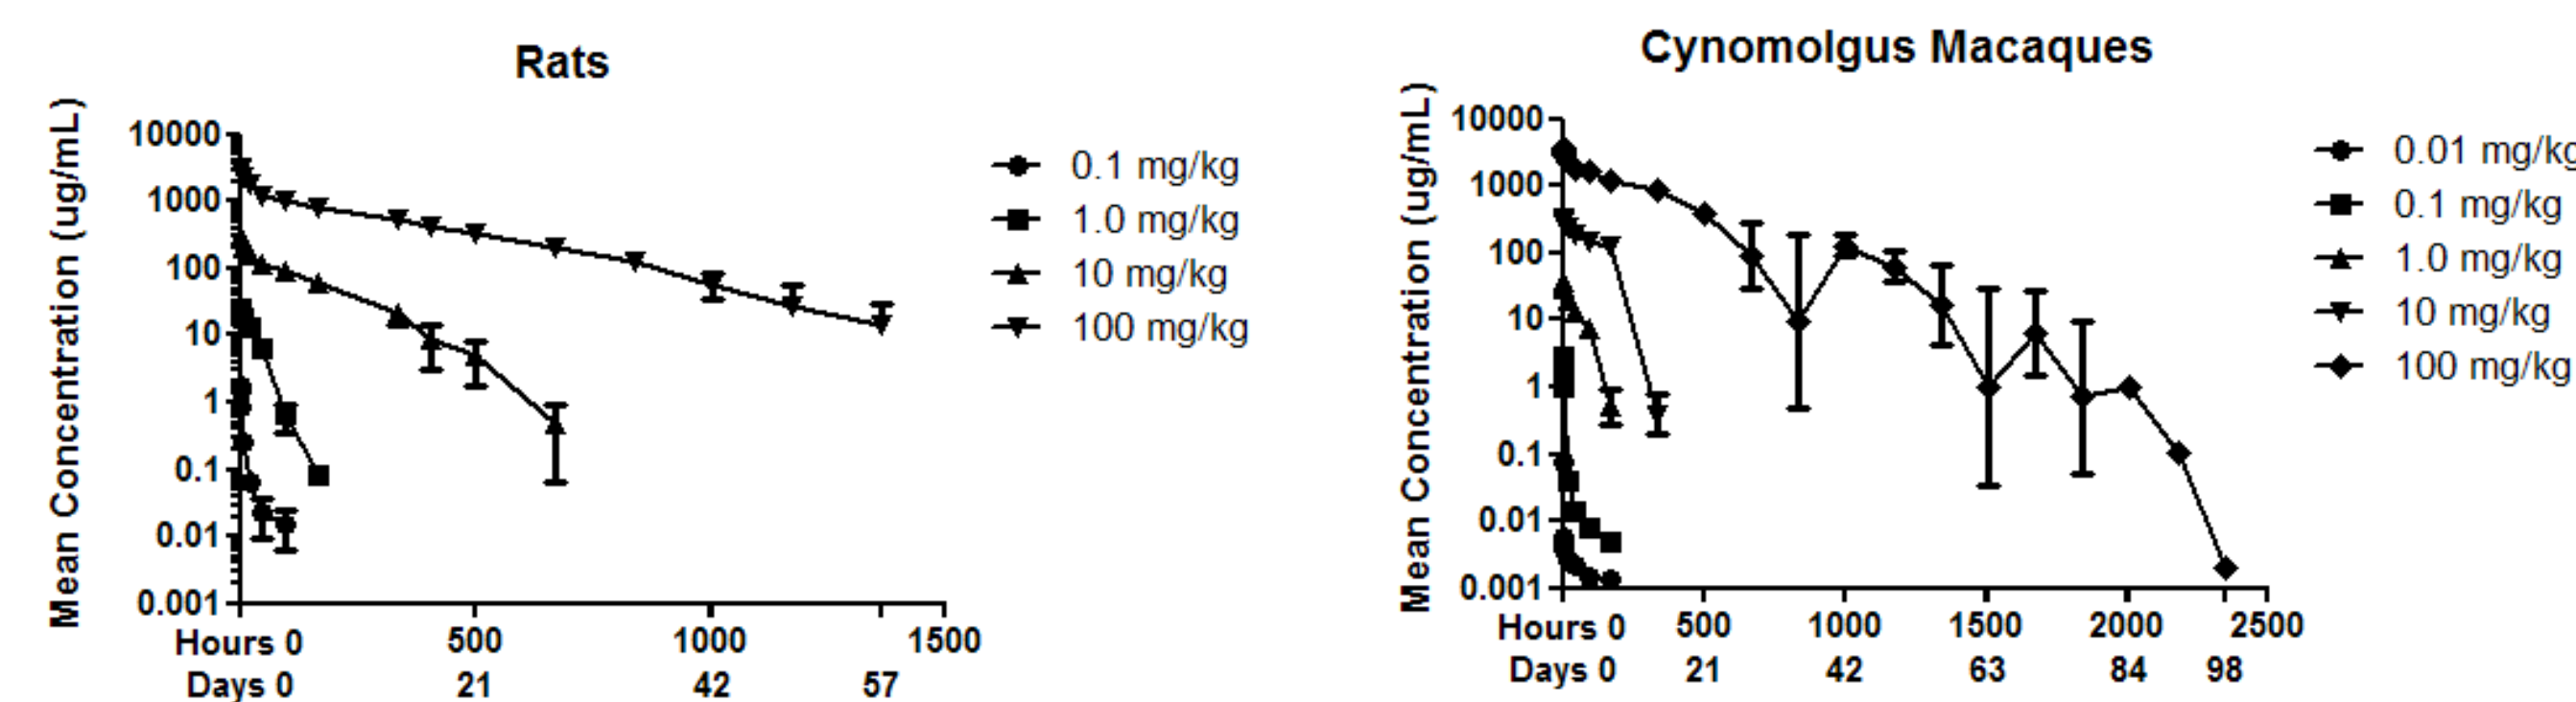 Rats
Mean Concentration (ug/mL)
10000
1000
100
10
1
0.1
0.01
0.001
Hours 0 500 1000 1500
Days 0 21 42 57
0.1 mg/kg
1.0 mg/kg
10 mg/kg
100 mg/kg
Cynomolgus Macaques
Mean Concentration (ug/mL)
10000
1000
100
10
1
0.1
0.01
0.001
Hours 0 500 1000 1500 2000 2500
Days 0 21 42 63 84 98
0.01 mg/kg
0.1 mg/kg
1.0 mg/kg
10 mg/kg
100 mg/kg